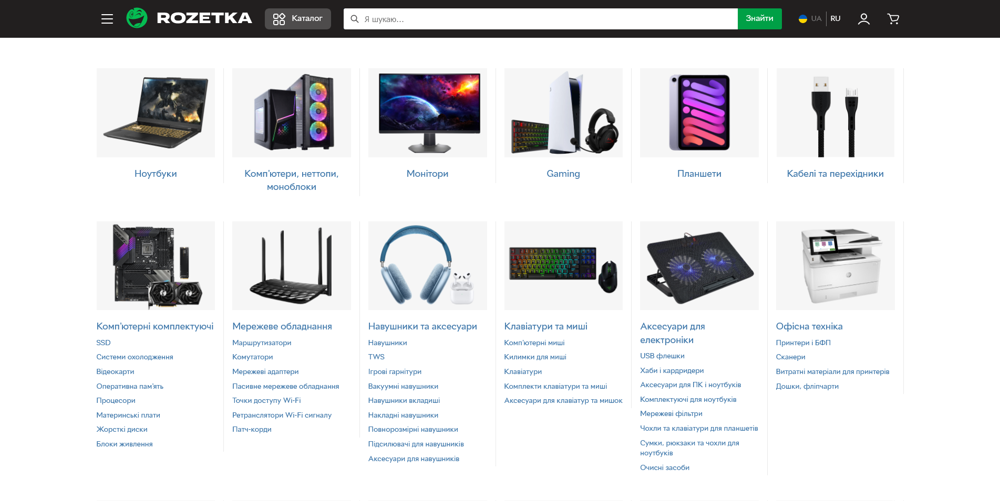 ROZETKA
Каталог
Я шукаю...
Знайти
UA
RU
Ноутбуки
Комп'ютери, неттопи,
моноблоки
Монітори
Gaming
Планшети
Кабелі та перехідники
Комп'ютерні комплектуючі
SSD
Системи охолодження
Відеокарти
Оперативна пам'ять
Процесори
Материнські плати
Жорсткі диски
Блоки живлення
Мережеве обладнання
Маршрутизатори
Комутатори
Мережеві адаптери
Пасивне мережеве обладнання
Точки доступу Wi-Fi
Ретранслятори Wi-Fi сигналу
Патч-корди
Навушники та аксесуари
Навушники
TWS
Ігрові гарнітури
Вакуумні навушники
Навушники вкладиші
Накладні навушники
Повнорозмірні навушники
Підсилювачі для навушників
Аксесуари для навушників
Клавіатури та миші
Комп'ютерні миші
Килимки для миші
Клавіатури
Комплекти клавіатури та миші
Аксесуари для клавіатур та мишок
Аксесуари для
електроніки
USB флешки
Хаби і кардридери
Аксесуари для ПК і ноутбуків
Комплектуючі для ноутбуків
Мережеві фільтри
Чохли та клавіатури для планшетів
Сумки, рюкзаки та чохли для
ноутбуків
Очисні засоби
Офісна техніка
Принтери і БФП
Сканери
Витратні матеріали для принтерів
Дошки, фліпчарти